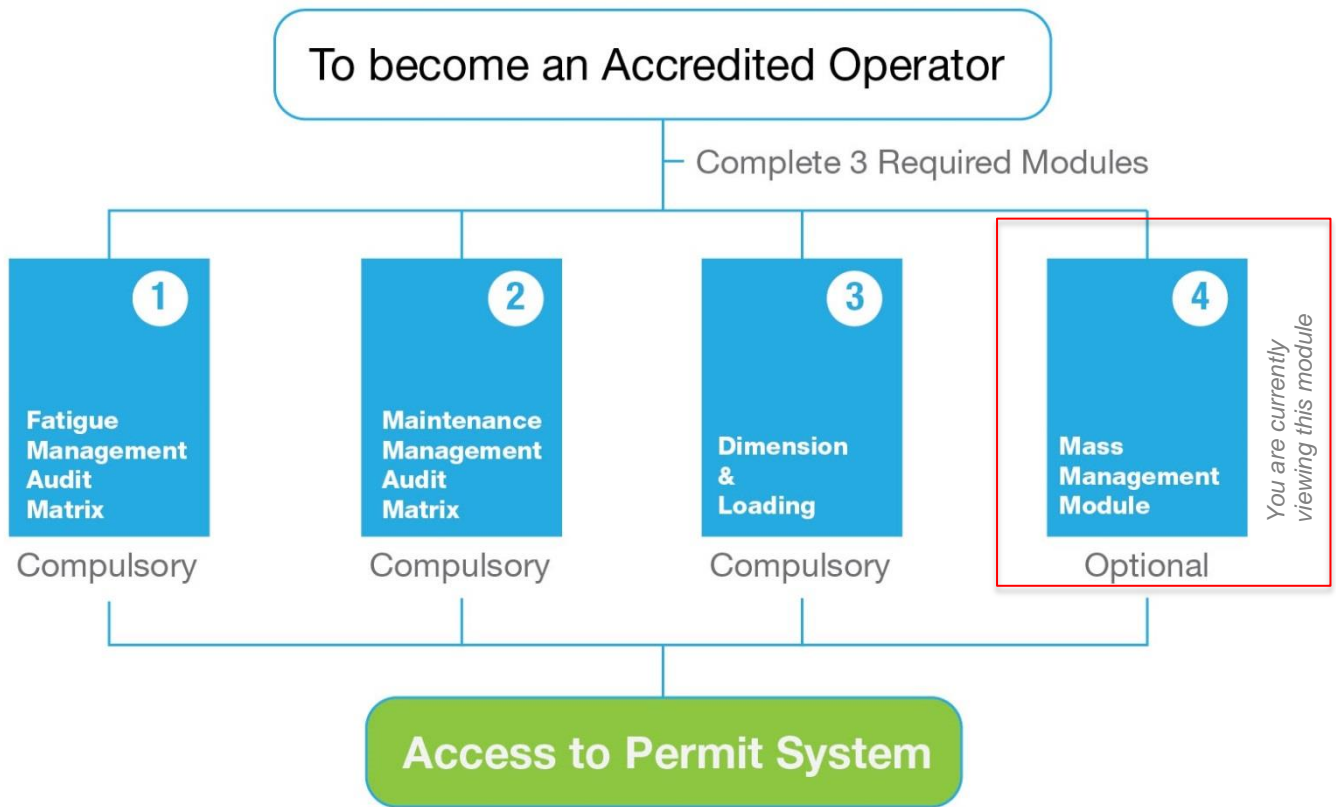 To become an Accredited Operator
Complete 3 Required Modules
1
Fatigue
Management
Audit
Matrix
Compulsory
2
Maintenance
Management
Audit
Matrix
Compulsory
3
Dimension
&
Loading
Compulsory
4
Mass
Management
Module
Optional
You are currently
viewing this module
Access to Permit System